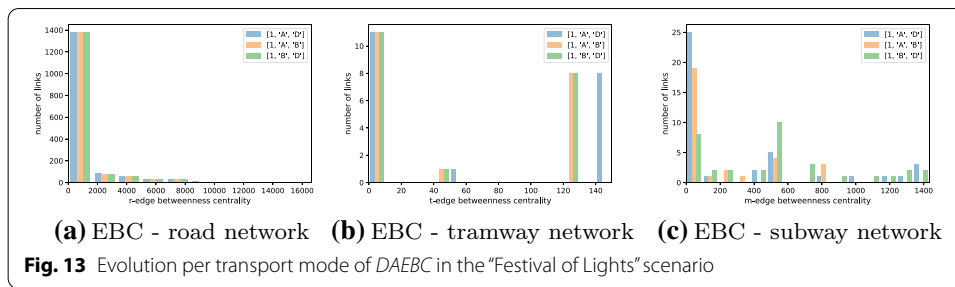 1400
1200
1000
800
600
400
200
0
number of links
[1, 'A', 'D']
[1, 'A', 'B']
[1, 'B', 'D']
0 2000 4000 6000 8000 10000 12000 14000 16000
r-edge betweenness centrality
10
8
6
4
2
0
number of links
[1, 'A', 'D']
[1, 'A', 'B']
[1, 'B', 'D']
0 20 40 60 80 100 120 140
t-edge betweenness centrality
25
20
15
10
5
0
number of links
[1, 'A', 'D']
[1, 'A', 'B']
[1, 'B', 'D']
0 200 400 600 800 1000 1200 1400
m-edge betweenness centrality
(a) EBC - road network (b) EBC - tramway network (c) EBC - subway network
Fig. 13 Evolution per transport mode of DAEBC in the “Festival of Lights” scenario